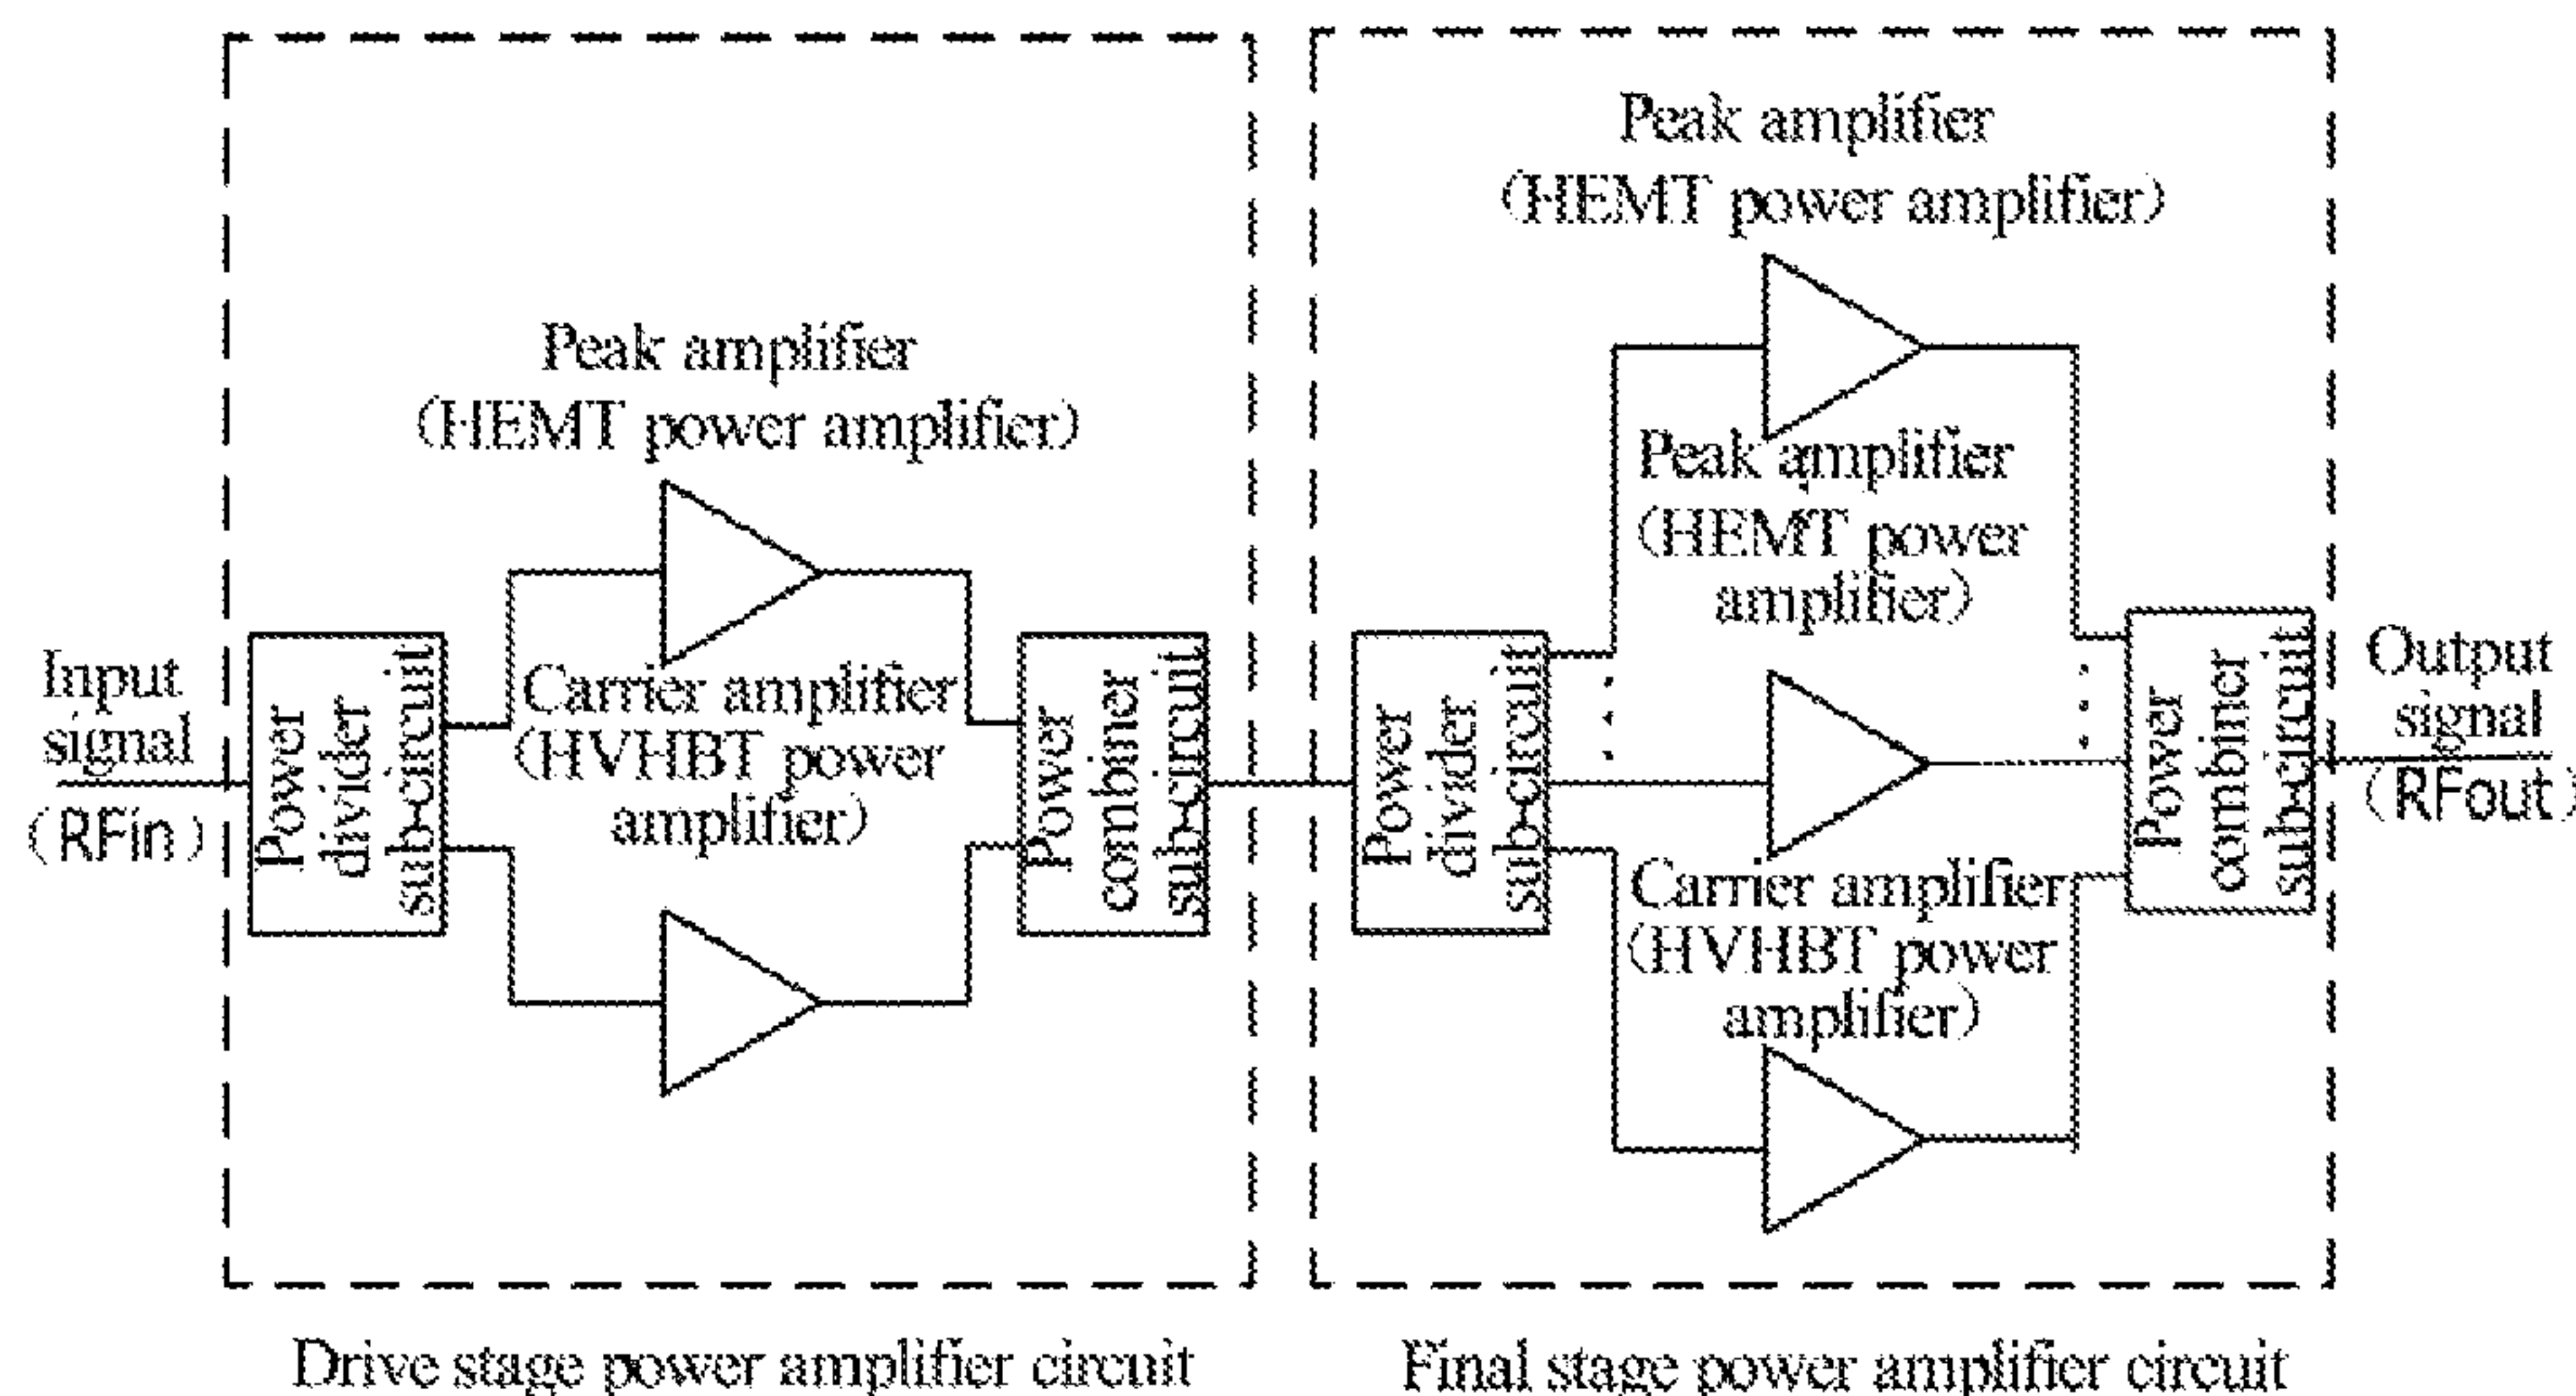 Peak amplifier
(HEMT power amplifier)
Peak amplifier
(HEMT power amplifier)
Peak amplifier
(HEMT power
amplifier)
Input
signal
(RFin)
Power
divider
sub-circuit
Carrier amplifier
(HVHBT power
amplifier)
Power
combiner
sub-circuit
Power
divider
sub-circuit
Carrier amplifier
(HVHBT power
amplifier)
Power
combiner
sub-circuit
Output
signal
(RFout)
Drive stage power amplifier circuit
Final stage power amplifier circuit